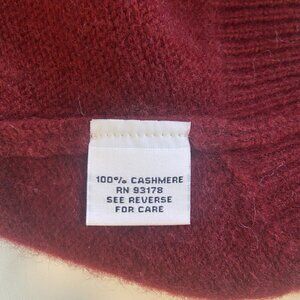 100% CASHMERE
RN 93178
SEE REVERSE
FOR CARE